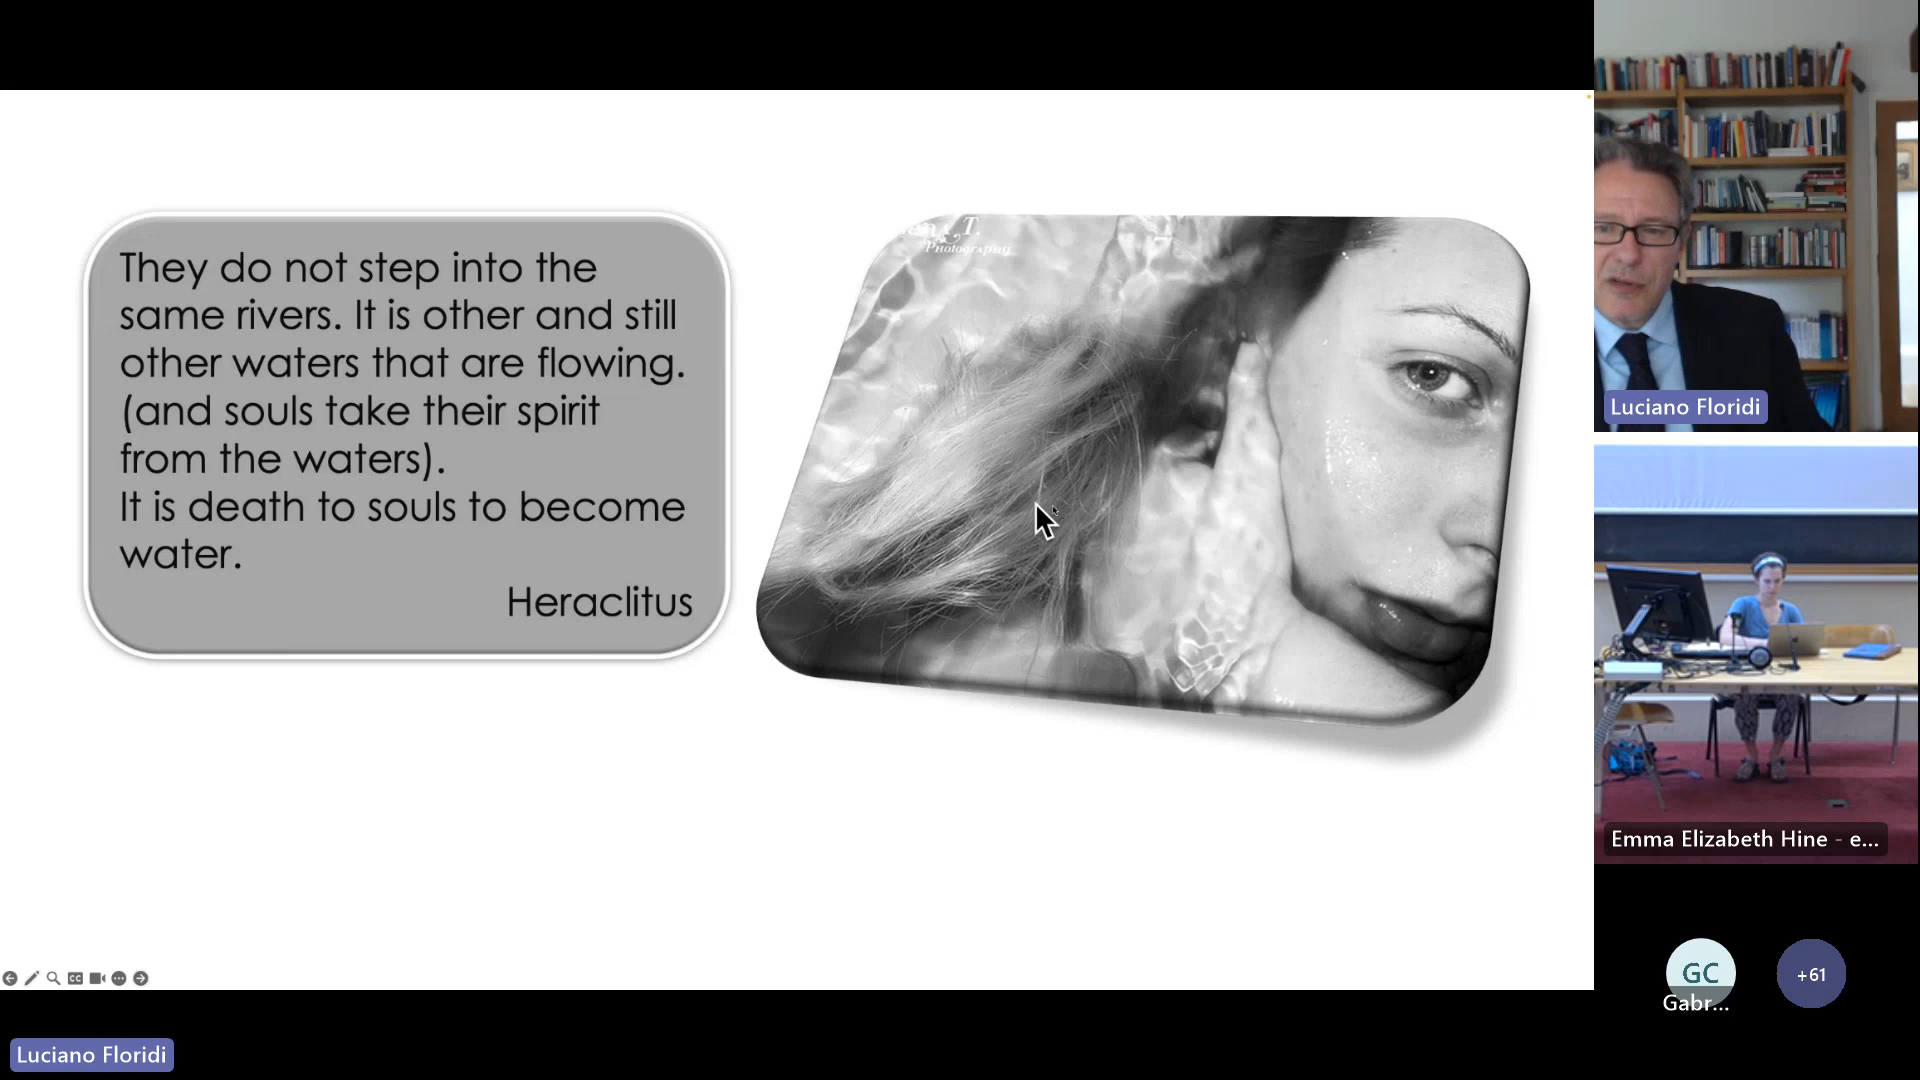 They do not step into the
same rivers. It is other and still
other waters that are flowing.
(and souls take their spirit
from the waters).
It is death to souls to become
water.
Heraclitus
T.
Photography
Luciano Floridi
Emma Elizabeth Hine - e...
GC
Gabr...
+61
CC
Luciano Floridi